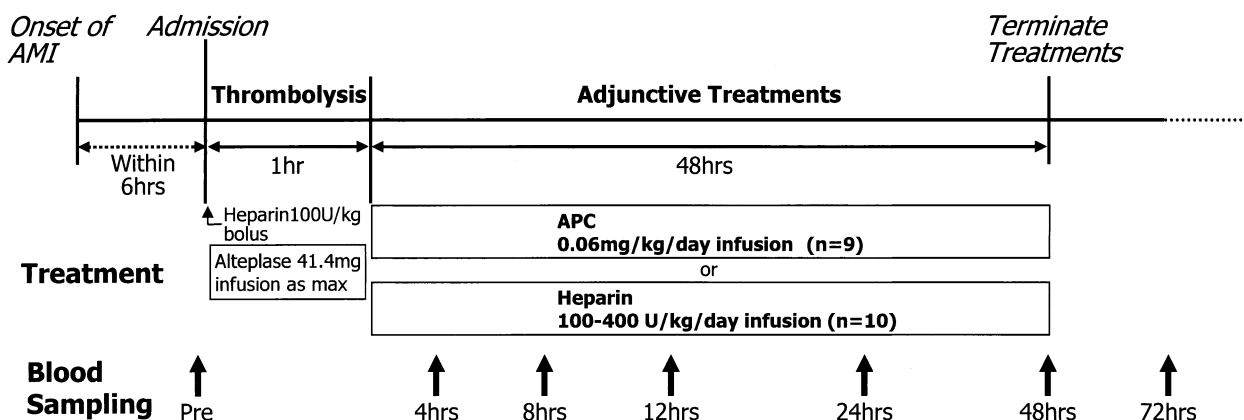 Onset of
AMI
Admission
Terminate
Treatments
Thrombolysis
Adjunctive Treatments
Within
6hrs
1hr
48hrs
Heparin100U/kg
bolus
APC
0.06mg/kg/day infusion (n=9)
Treatment
Alteplase 41.4mg
infusion as max
or
Heparin
100-400 U/kg/day infusion (n=10)
Blood
Sampling
Pre
4hrs
8hrs
12hrs
24hrs
48hrs
72hrs